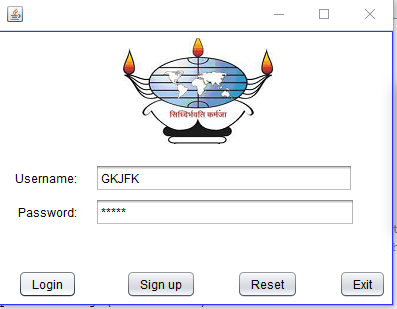 सिध्दिर्भवति कर्मजा
Username: GKJFK
Password: *****
Login Sign up Reset Exit